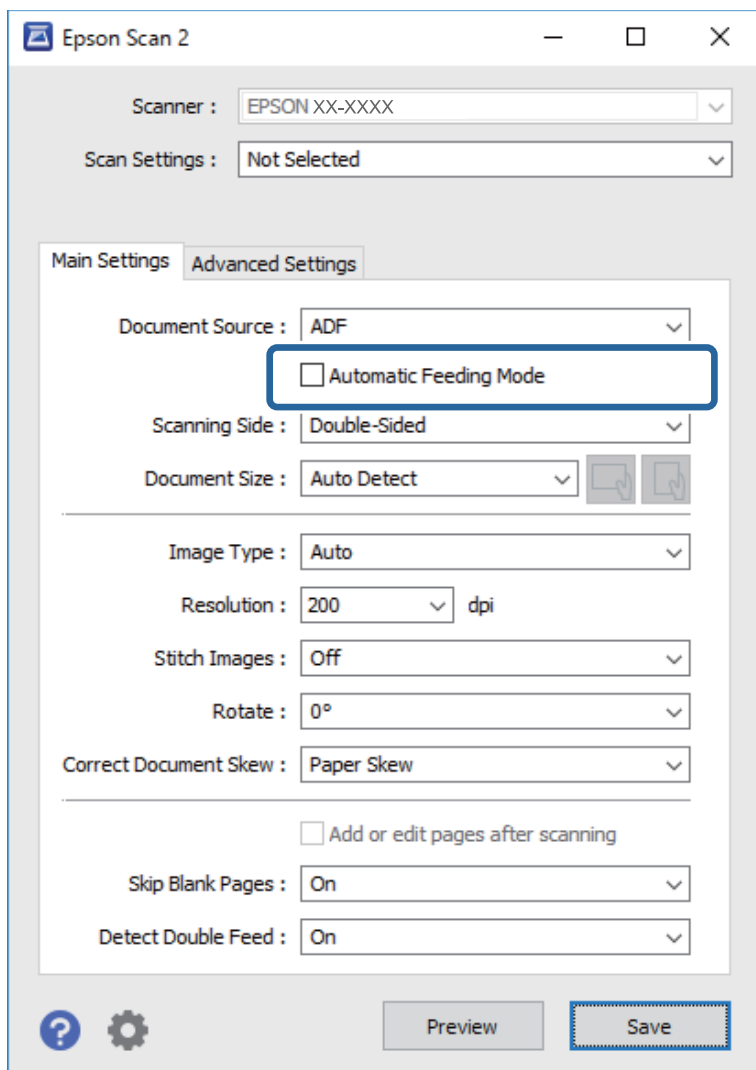 Epson Scan 2
Scanner : EPSON XX-XXXX
Scan Settings : Not Selected
Main Settings Advanced Settings
Document Source : ADF
Automatic Feeding Mode
Scanning Side : Double-Sided
Document Size : Auto Detect
Image Type : Auto
Resolution : 200 dpi
Stitch Images : Off
Rotate : 0°
Correct Document Skew : Paper Skew
Add or edit pages after scanning
Skip Blank Pages : On
Detect Double Feed : On
? Preview Save